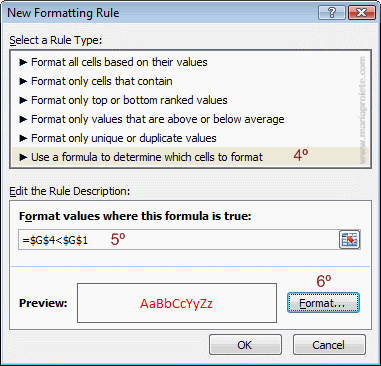 New Formatting Rule
Select a Rule Type:
► Format all cells based on their values
► Format only cells that contain
► Format only top or bottom ranked values
► Format only values that are above or below average
► Format only unique or duplicate values
► Use a formula to determine which cells to format 4º
www.mariaprolete.com
Edit the Rule Description:
Format values where this formula is true:
=$G$4<$G$1 5º
6º
Preview: AaBbCcYyZz Format...
OK Cancel